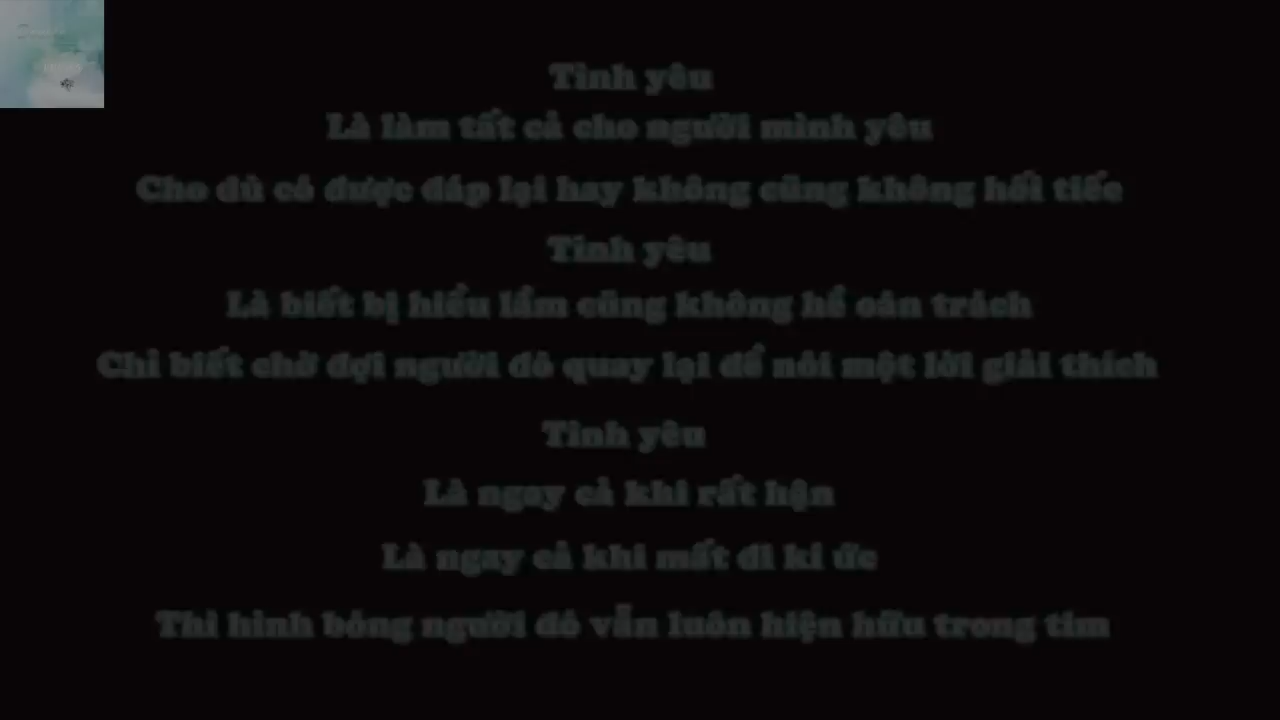 Tình yêu
Là làm tất cả cho người mình yêu
Cho dù có được đáp lại hay không cũng không hối tiếc
Tình yêu
Là biết bị hiểu lầm cũng không hề oán trách
Chỉ biết chờ đợi người đó quay lại để nói một lời giải thích
Tình yêu
Là ngay cả khi rất hận
Là ngay cả khi mất đi kí ức
Thì hình bóng người đó vẫn luôn hiện hữu trong tim